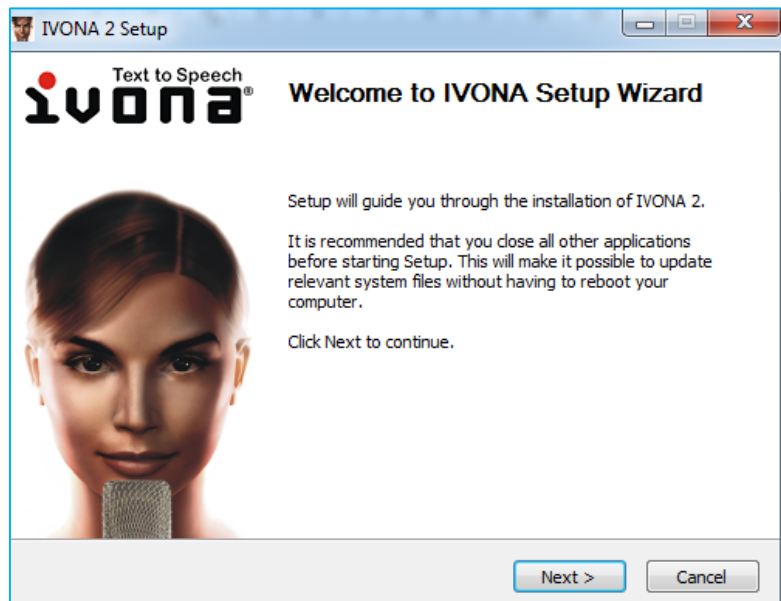 IVONA 2 Setup
Text to Speech
ivona®
Welcome to IVONA Setup Wizard
Setup will guide you through the installation of IVONA 2.
It is recommended that you close all other applications
before starting Setup. This will make it possible to update
relevant system files without having to reboot your
computer.
Click Next to continue.
Next >
Cancel